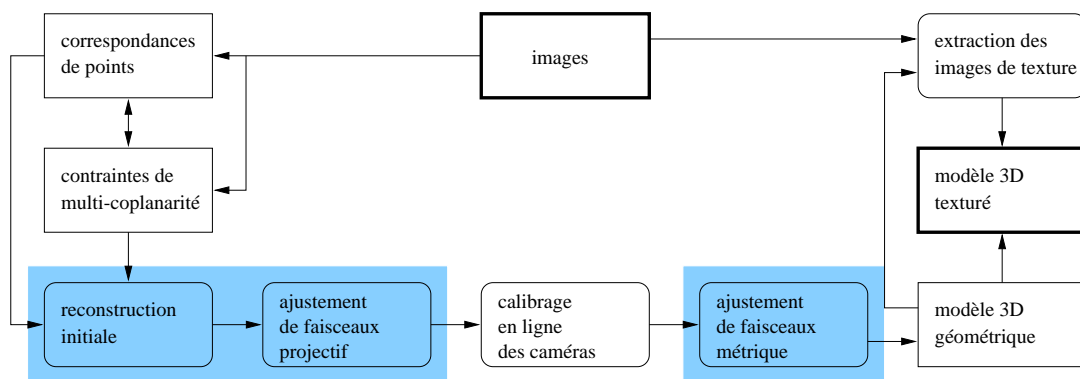 correspondances
de points
images
extraction des
images de texture
contraintes de
multi-coplanarité
modèle 3D
texturé
reconstruction
initiale
ajustement
de faisceaux
projectif
calibrage
en ligne
des caméras
ajustement
de faisceaux
métrique
modèle 3D
géométrique